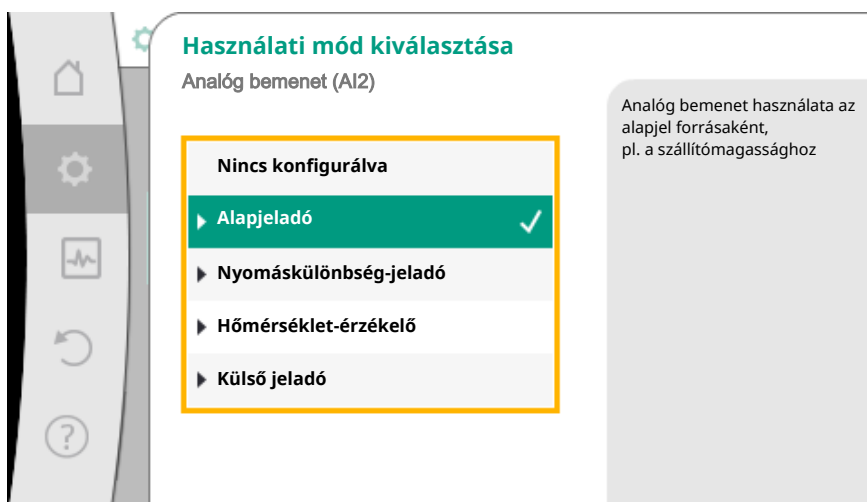 Használati mód kiválasztása
Analóg bemenet (AI2)
Nincs konfigurálva
Alapjeladó
Nyomáskülönbség-jeladó
Hőmérséklet-érzékelő
Külső jeladó
Analóg bemenet használata az
alapjel forrásaként,
pl. a szállítómagassághoz
?